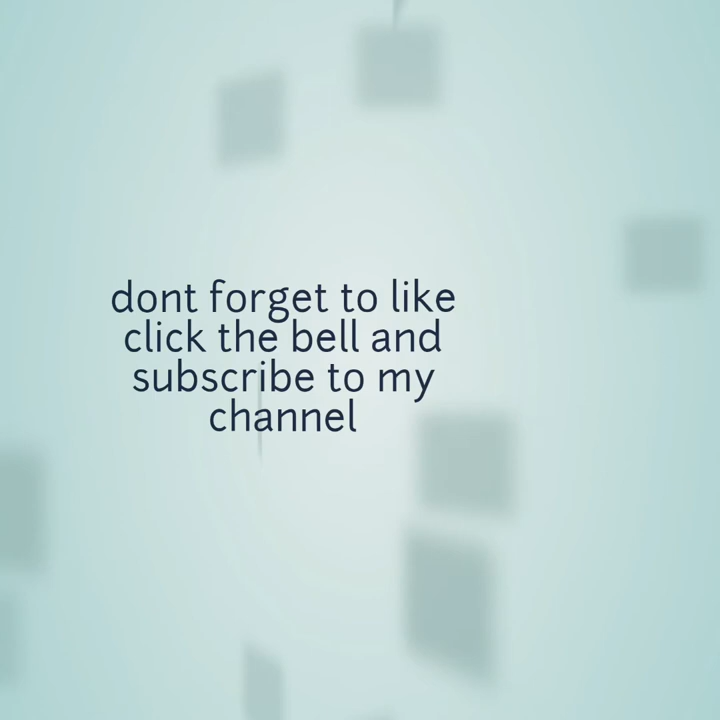 dont forget to like
click the bell and
subscribe to my
channel